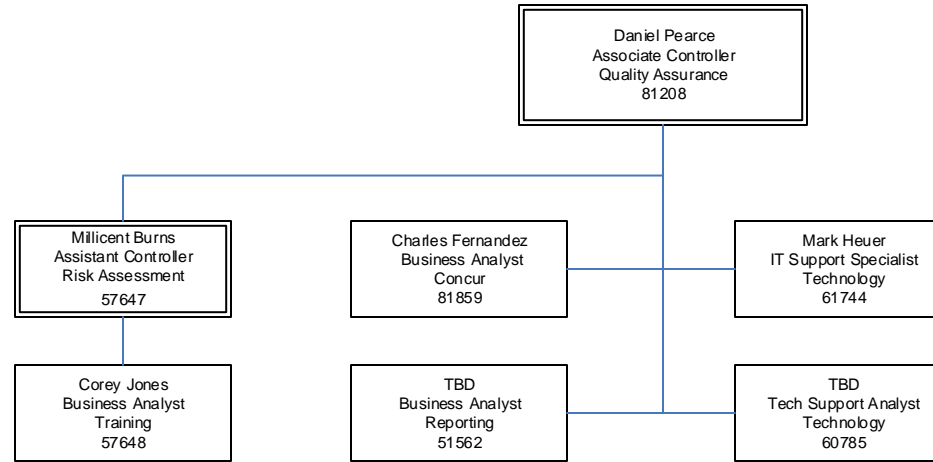 Daniel Pearce
Associate Controller
Quality Assurance
81208
Millicent Burns
Assistant Controller
Risk Assessment
57647
Charles Fernandez
Business Analyst
Concur
81859
Mark Heuer
IT Support Specialist
Technology
61744
Corey Jones
Business Analyst
Training
57648
TBD
Business Analyst
Reporting
51562
TBD
Tech Support Analyst
Technology
60785